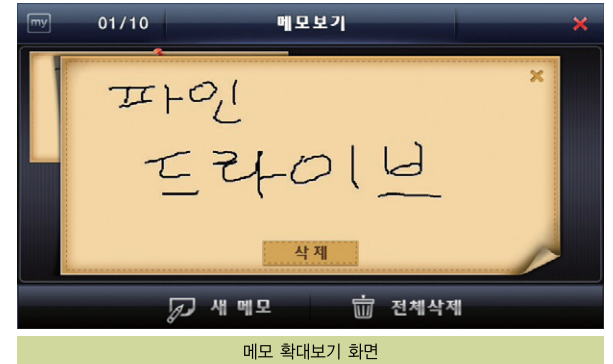 my 01/10 메모보기
파인
드라이브
삭제
새 메모 전체삭제
메모 확대보기 화면